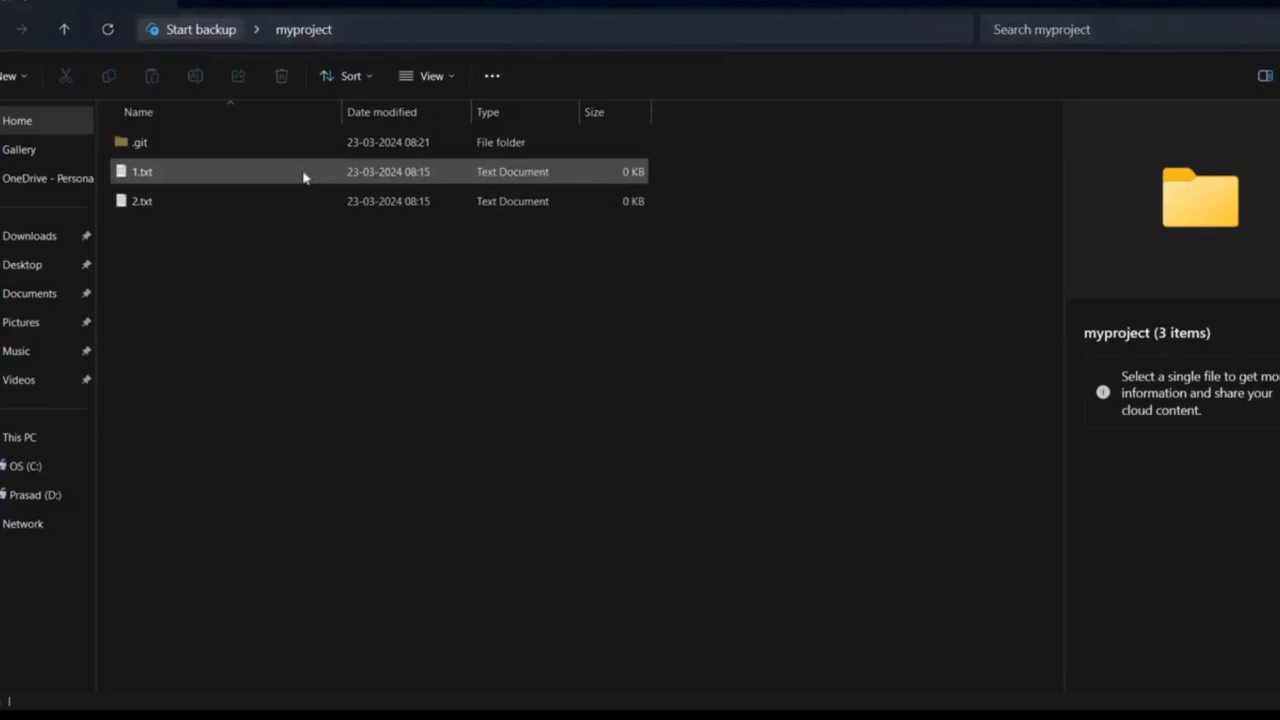 Start backup > myproject
Search myproject
New
Sort
View
Name
Date modified
Type
Size
.git
23-03-2024 08:21
File folder
1.txt
23-03-2024 08:15
Text Document
0 KB
2.txt
23-03-2024 08:15
Text Document
0 KB
Home
Gallery
OneDrive - Persona
Downloads
Desktop
Documents
Pictures
Music
Videos
This PC
OS (C:)
Prasad (D:)
Network
myproject (3 items)
Select a single file to get mo
information and share your
cloud content.